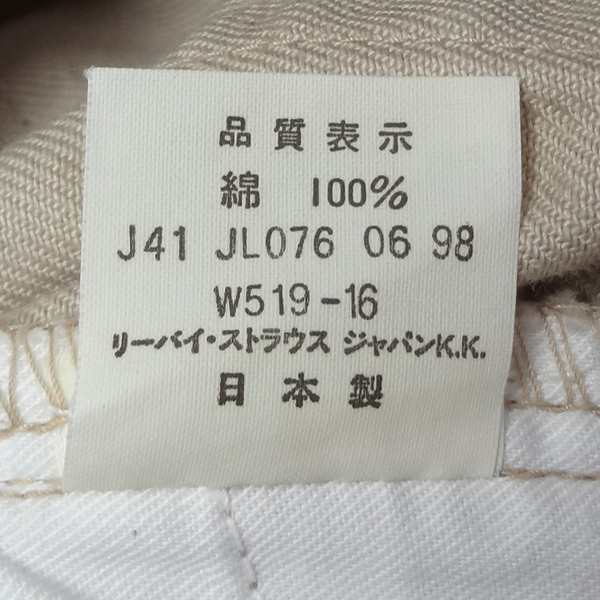 品質表示
綿 100%
J41 JL076 06 98
W519-16
リーバイ・ストラウス ジャパンK.K.
日本製